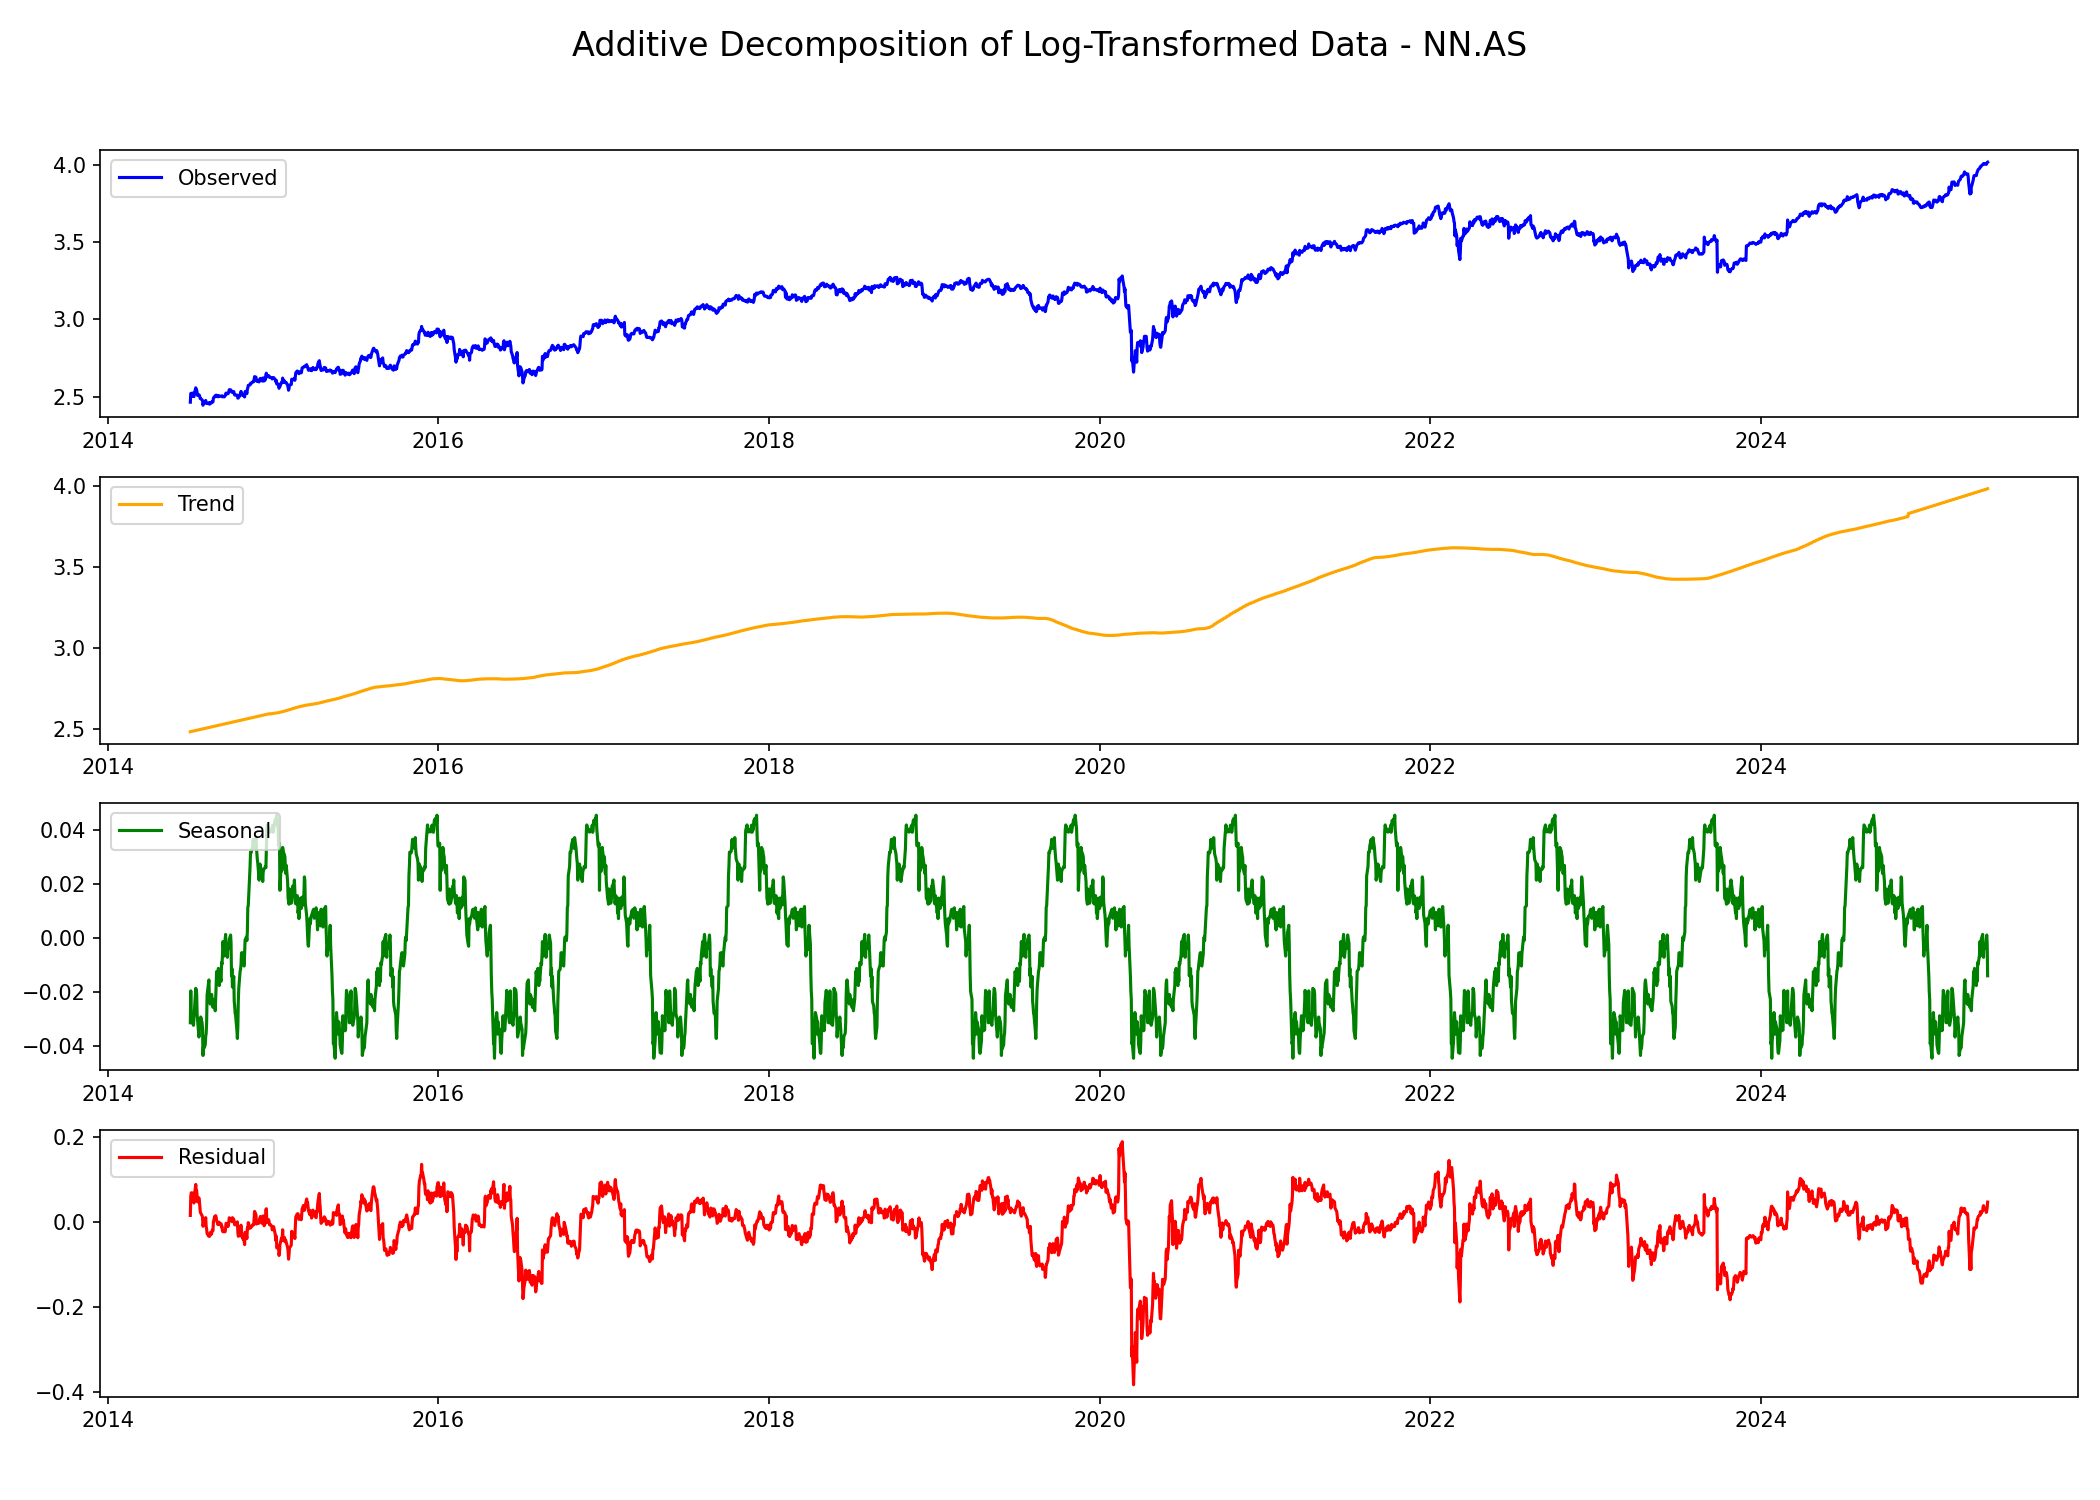 Additive Decomposition of Log-Transformed Data - NN.AS
Observed
4.0
3.5
3.0
2.5
2014 2016 2018 2020 2022 2024
Trend
4.0
3.5
3.0
2.5
2014 2016 2018 2020 2022 2024
Seasonal
0.04
0.02
0.00
−0.02
−0.04
2014 2016 2018 2020 2022 2024
Residual
0.2
0.0
−0.2
−0.4
2014 2016 2018 2020 2022 2024